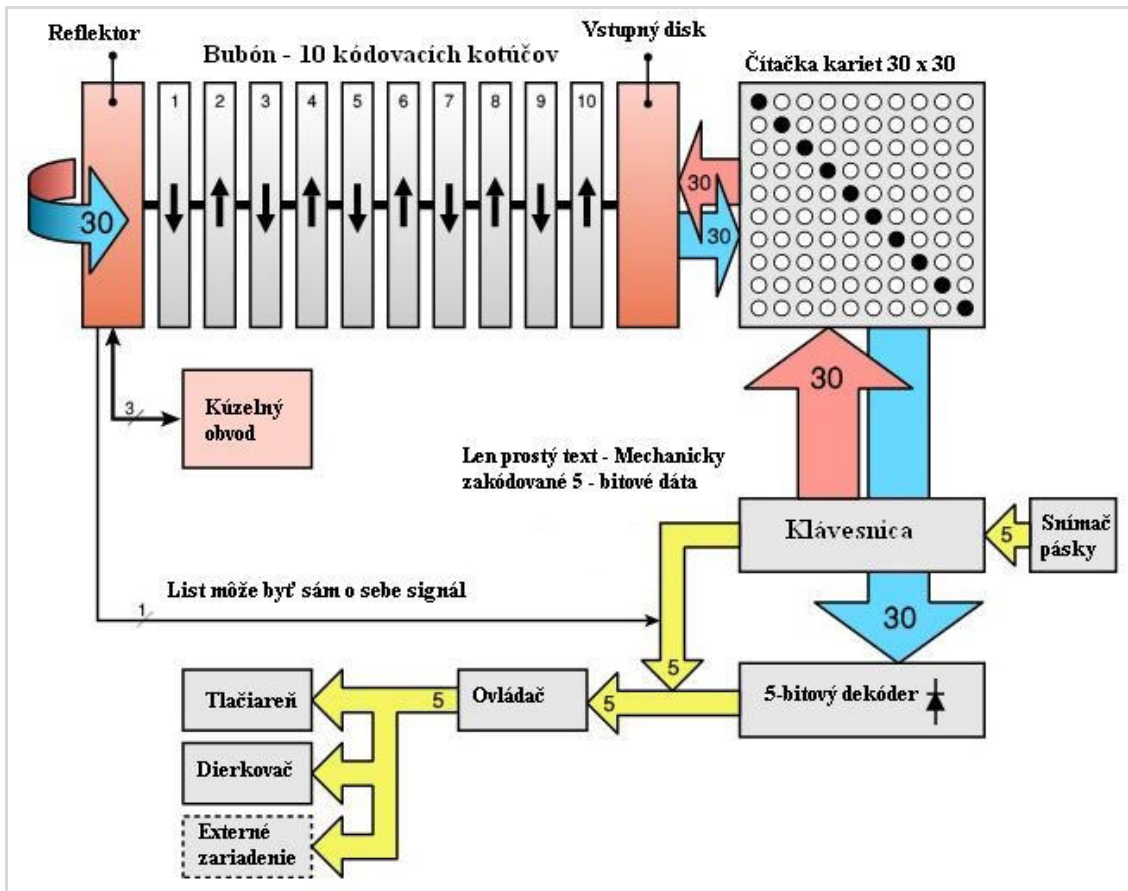 Reflektor
Bubón - 10 kódovacích kotúčov
Vstupný disk
Čítačka kariet 30 x 30
1 2 3 4 5 6 7 8 9 10
30
30
30
3
Kúzelný
obvod
30
Len prostý text - Mechanicky
zakódované 5 - bitové dáta
Klávesnica
5
Snímač
pásky
List môže byť sám o sebe signál
1
30
5
Tlačiareň
5
Ovládač
5
5-bitový dekóder
Dierkovač
Externé
zariadenie